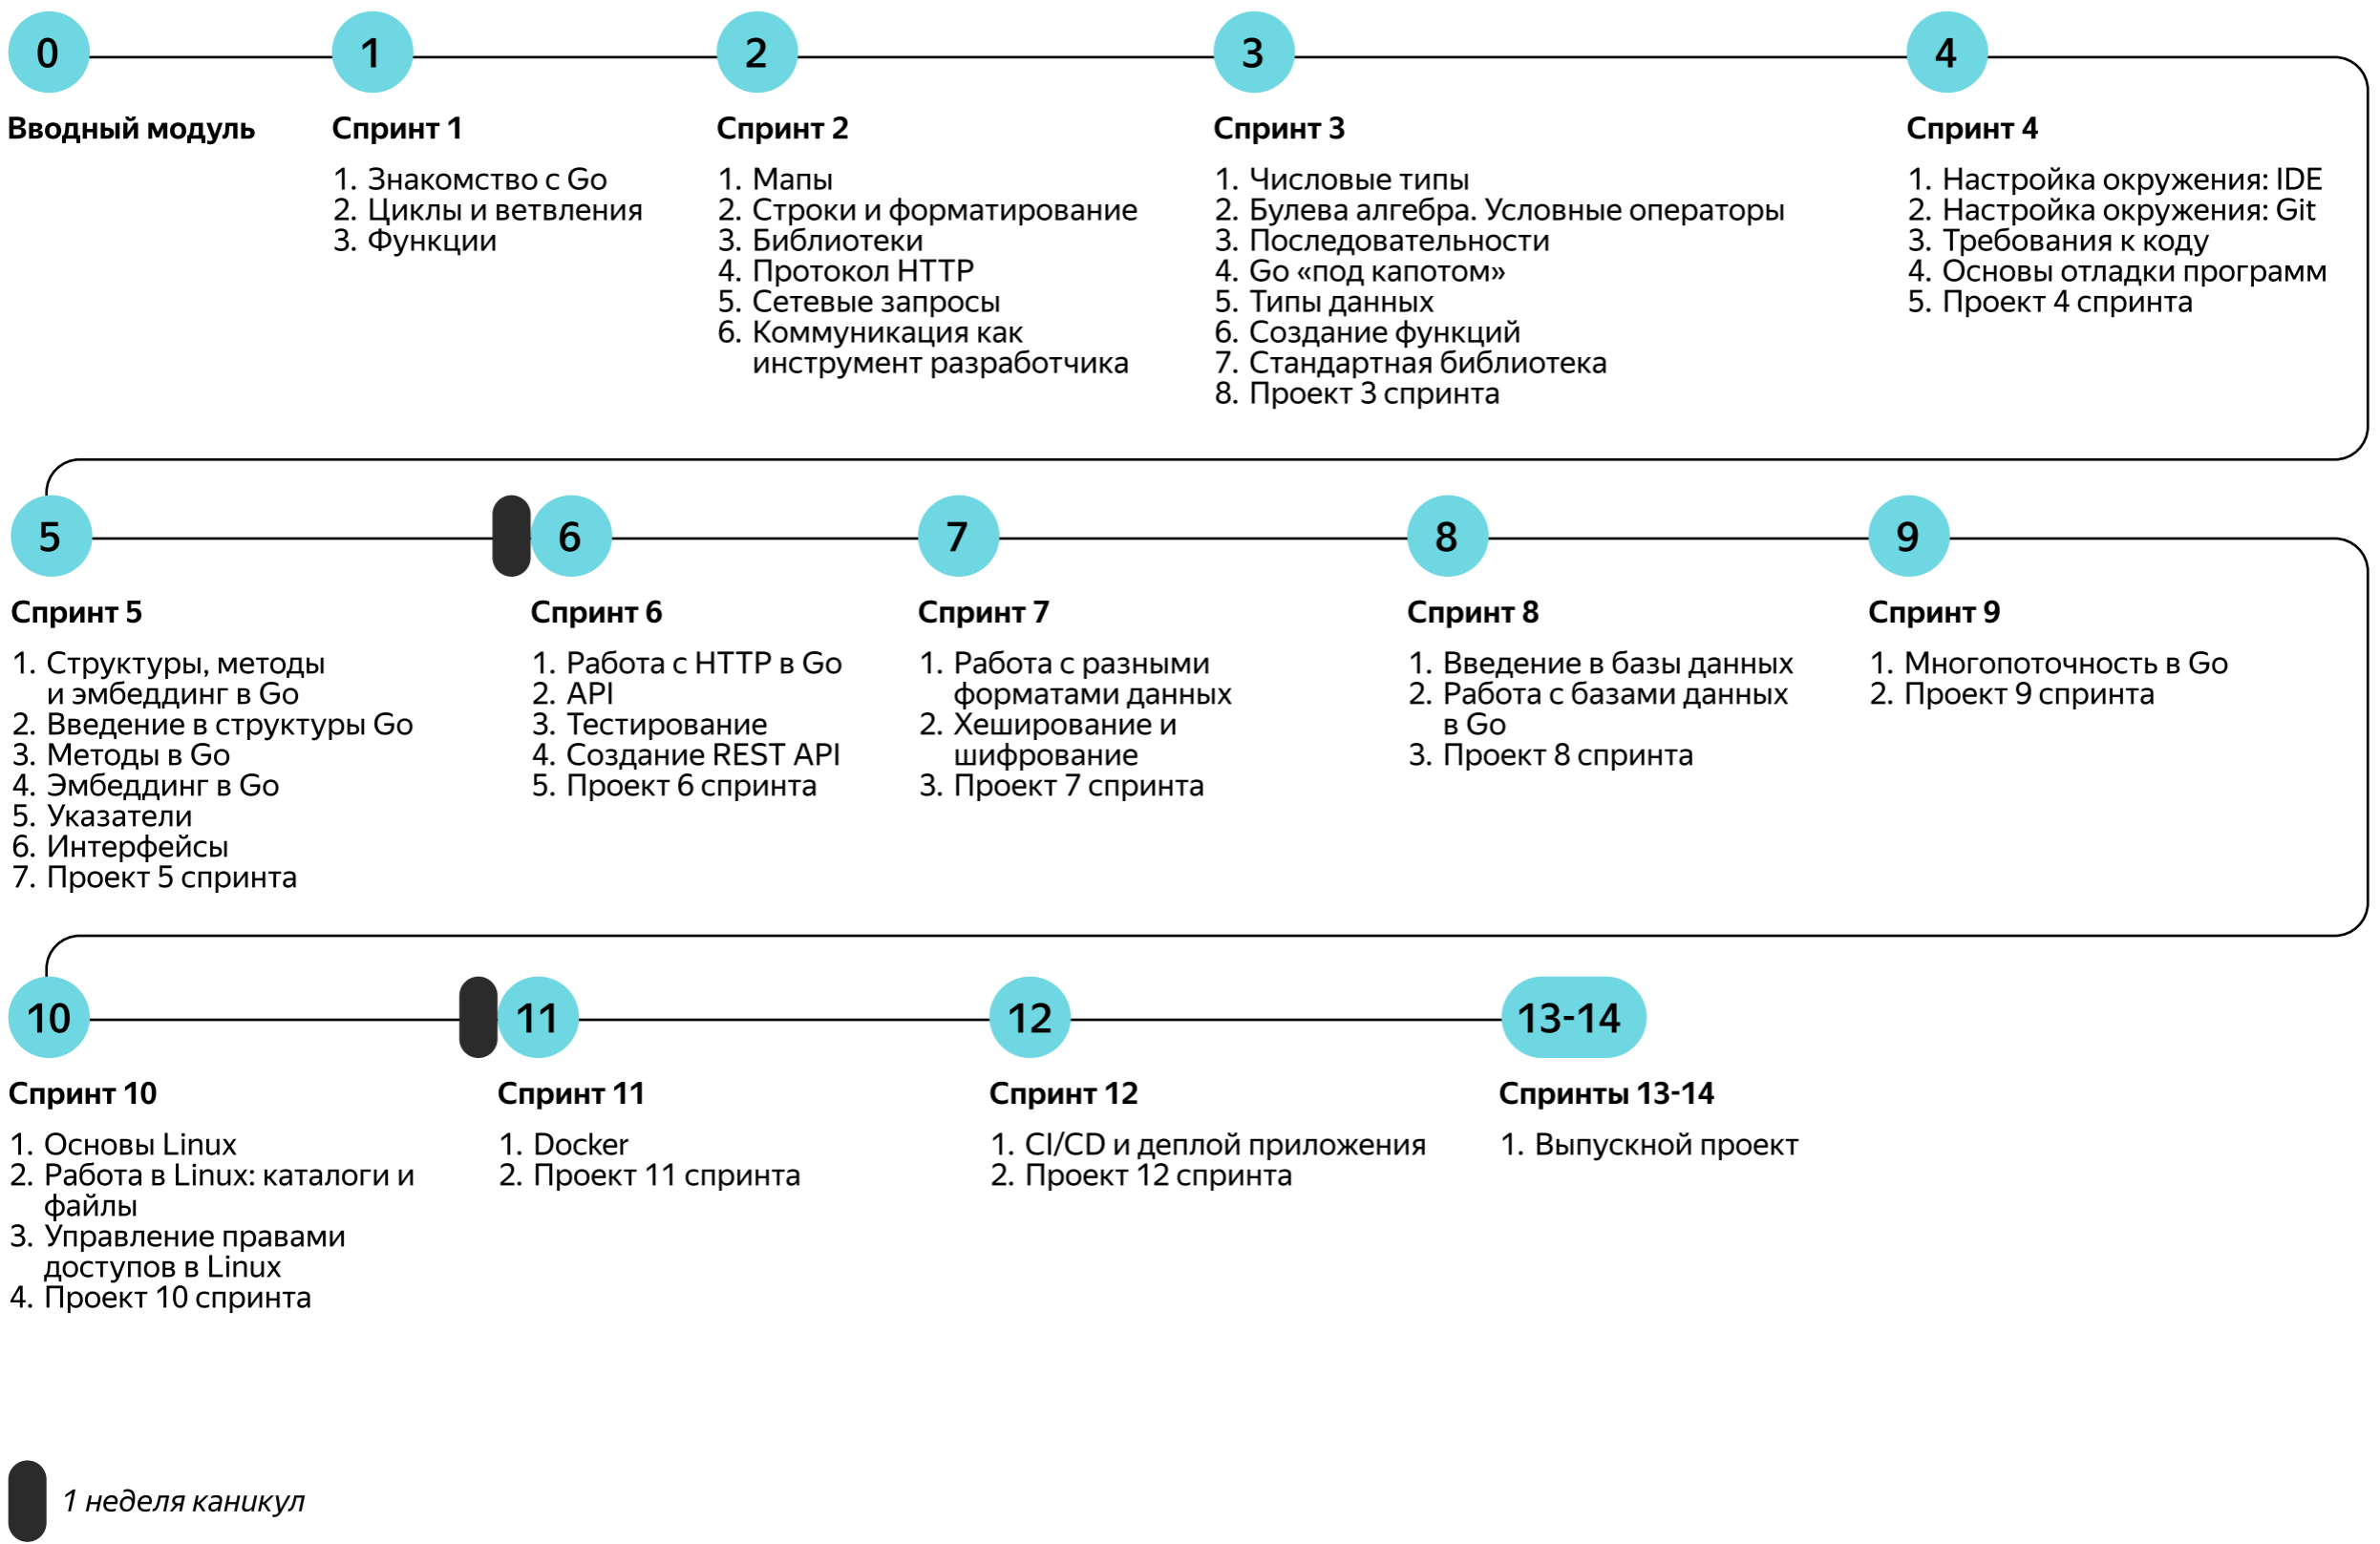 0
Вводный модуль
1
Спринт 1
1. Знакомство с Go
2. Циклы и ветвления
3. Функции
2
Спринт 2
1. Мапы
2. Строки и форматирование
3. Библиотеки
4. Протокол HTTP
5. Сетевые запросы
6. Коммуникация как
инструмент разработчика
3
Спринт 3
1. Числовые типы
2. Булева алгебра. Условные операторы
3. Последовательности
4. Go «под капотом»
5. Типы данных
6. Создание функций
7. Стандартная библиотека
8. Проект 3 спринта
4
Спринт 4
1. Настройка окружения: IDE
2. Настройка окружения: Git
3. Требования к коду
4. Основы отладки программ
5. Проект 4 спринта
5
Спринт 5
1. Структуры, методы
и эмбеддинг в Go
2. Введение в структуры Go
3. Методы в Go
4. Эмбеддинг в Go
5. Указатели
6. Интерфейсы
7. Проект 5 спринта
6
Спринт 6
1. Работа с HTTP в Go
2. API
3. Тестирование
4. Создание REST API
5. Проект 6 спринта
7
Спринт 7
1. Работа с разными
форматами данных
2. Хеширование и
шифрование
3. Проект 7 спринта
8
Спринт 8
1. Введение в базы данных
2. Работа с базами данных
в Go
3. Проект 8 спринта
9
Спринт 9
1. Многопоточность в Go
2. Проект 9 спринта
10
Спринт 10
1. Основы Linux
2. Работа в Linux: каталоги и
файлы
3. Управление правами
доступов в Linux
4. Проект 10 спринта
11
Спринт 11
1. Docker
2. Проект 11 спринта
12
Спринт 12
1. CI/CD и деплой приложения
2. Проект 12 спринта
13-14
Спринты 13-14
1. Выпускной проект
1 неделя каникул